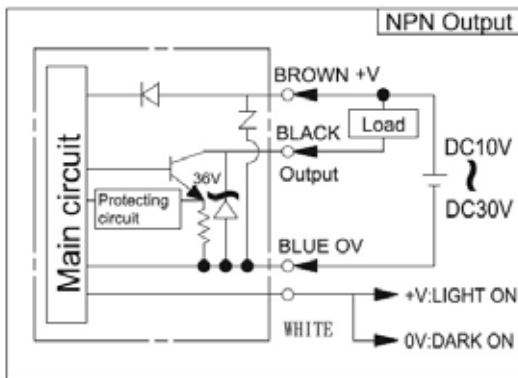 NPN Output
BROWN +V
BLACK
Load
Output
36V
Protecting
circuit
Main circuit
DC10V
DC30V
BLUE OV
+V:LIGHT ON
WHITE
0V:DARK ON